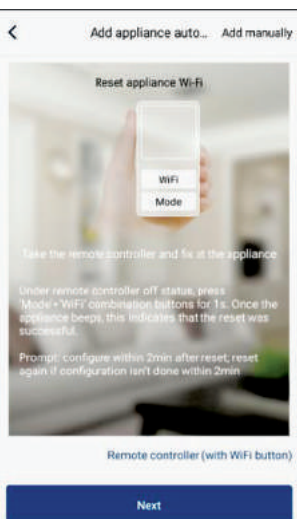 Add appliance auto... Add manually
Reset appliance Wi-Fi
WiFi
Mode
Take the remote controller and fix at the appliance
Under remote controller off status, press
"Mode+WiFi" combination buttons for 1s. Once the
appliance beeps, this indicates that the reset was
successful.
Prompt: configure within 2min after reset, reset
again if configuration isn't done within 2min
Remote controller (with WiFi button)
Next